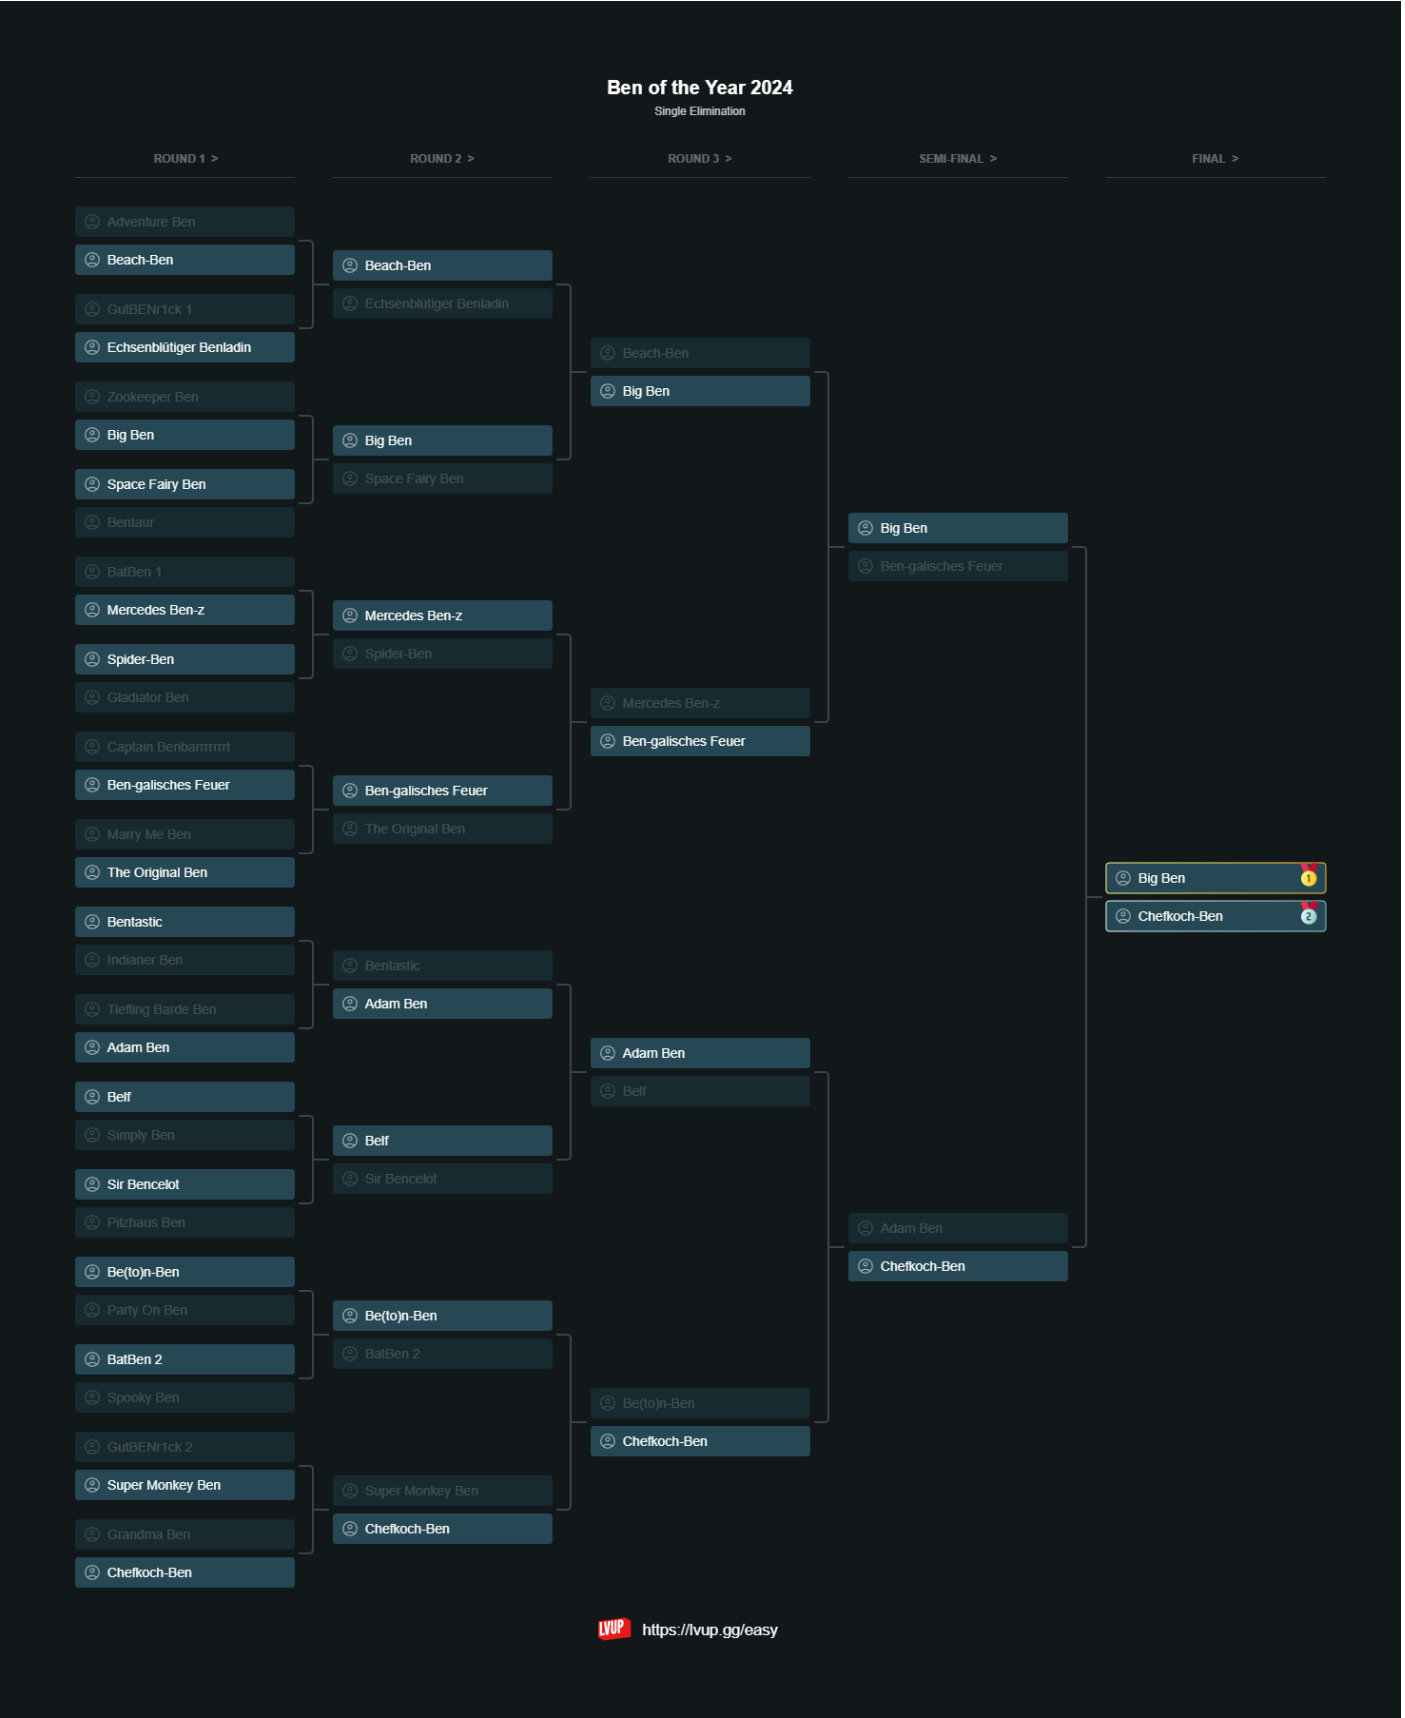 Ben of the Year 2024
Single Elimination
ROUND 1 >
ROUND 2 >
ROUND 3 >
SEMI-FINAL >
FINAL >
Adventure Ben
Beach-Ben
GutBENr1ck 1
Echsenblütiger Benladin
Zookeeper Ben
Big Ben
Space Fairy Ben
Bentaur
BatBen 1
Mercedes Ben-z
Spider-Ben
Gladiator Ben
Captain Benbarrrrrrrt
Ben-galisches Feuer
Marry Me Ben
The Original Ben
Bentastic
Indianer Ben
Tiefling Barde Ben
Adam Ben
Belf
Simply Ben
Sir Bencelot
Pilzhaus Ben
Be(to)n-Ben
Party On Ben
BatBen 2
Spooky Ben
GutBENr1ck 2
Super Monkey Ben
Grandma Ben
Chefkoch-Ben
Beach-Ben
Echsenblütiger Benladin
Big Ben
Space Fairy Ben
Mercedes Ben-z
Spider-Ben
Ben-galisches Feuer
The Original Ben
Bentastic
Adam Ben
Belf
Sir Bencelot
Be(to)n-Ben
BatBen 2
Super Monkey Ben
Chefkoch-Ben
Beach-Ben
Big Ben
Mercedes Ben-z
Ben-galisches Feuer
Adam Ben
Belf
Be(to)n-Ben
Chefkoch-Ben
Big Ben
Ben-galisches Feuer
Adam Ben
Chefkoch-Ben
Big Ben 1
Chefkoch-Ben 2
LVUP https://lvup.gg/easy